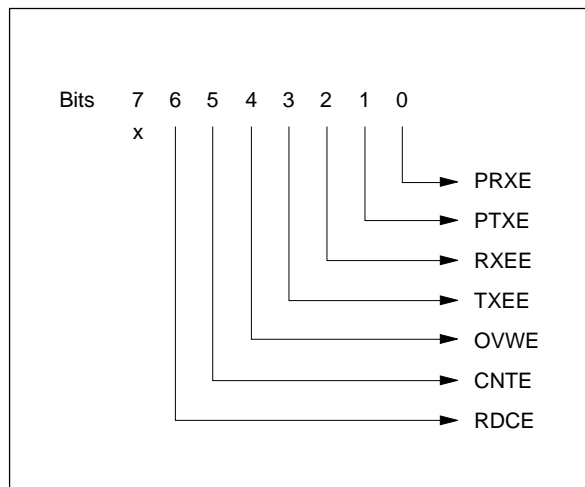 Bits 7 6 5 4 3 2 1 0
x
PRXE
PTXE
RXEE
TXEE
OVWE
CNTE
RDCE